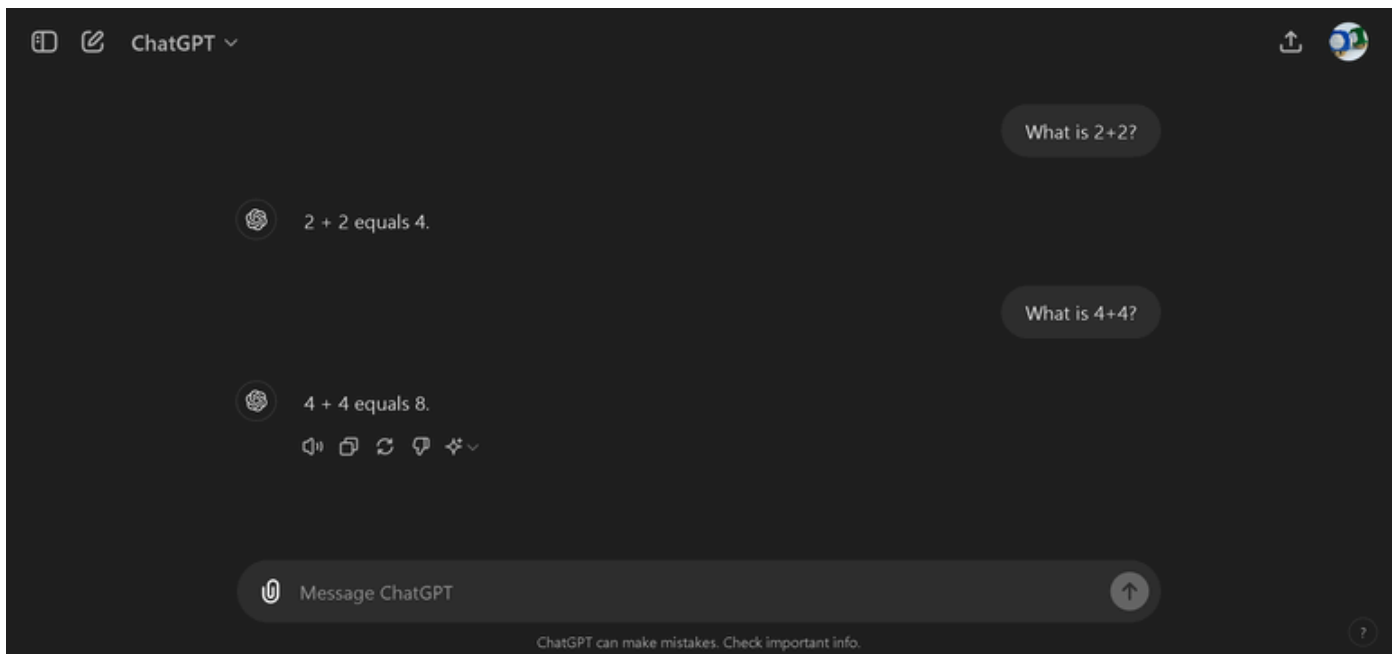 ChatGPT
What is 2+2?
2 + 2 equals 4.
What is 4+4?
4 + 4 equals 8.
Message ChatGPT
ChatGPT can make mistakes. Check important info.
?